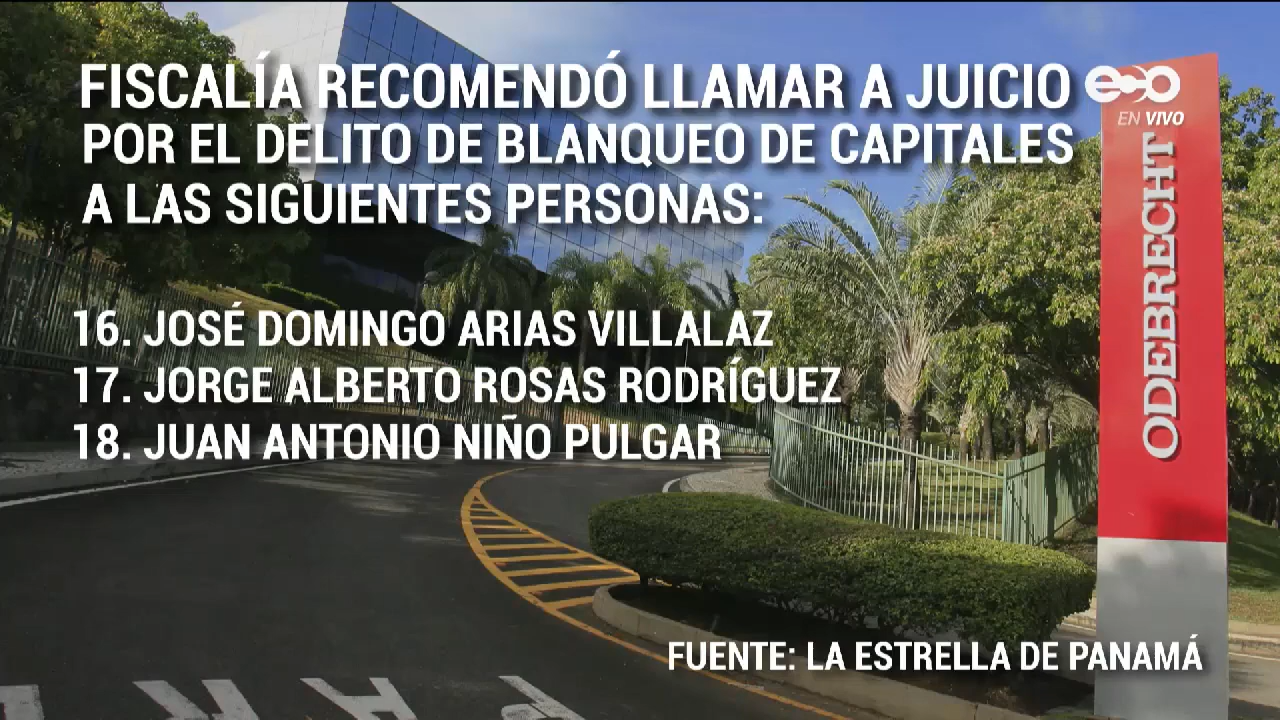 FISCALÍA RECOMENDÓ LLAMAR A JUICIO
POR EL DELITO DE BLANQUEO DE CAPITALES
A LAS SIGUIENTES PERSONAS:
eco
EN VIVO
ODEBRECHT
16. JOSÉ DOMINGO ARIAS VILLALAZ
17. JORGE ALBERTO ROSAS RODRÍGUEZ
18. JUAN ANTONIO NIÑO PULGAR
FUENTE: LA ESTRELLA DE PANAMÁ